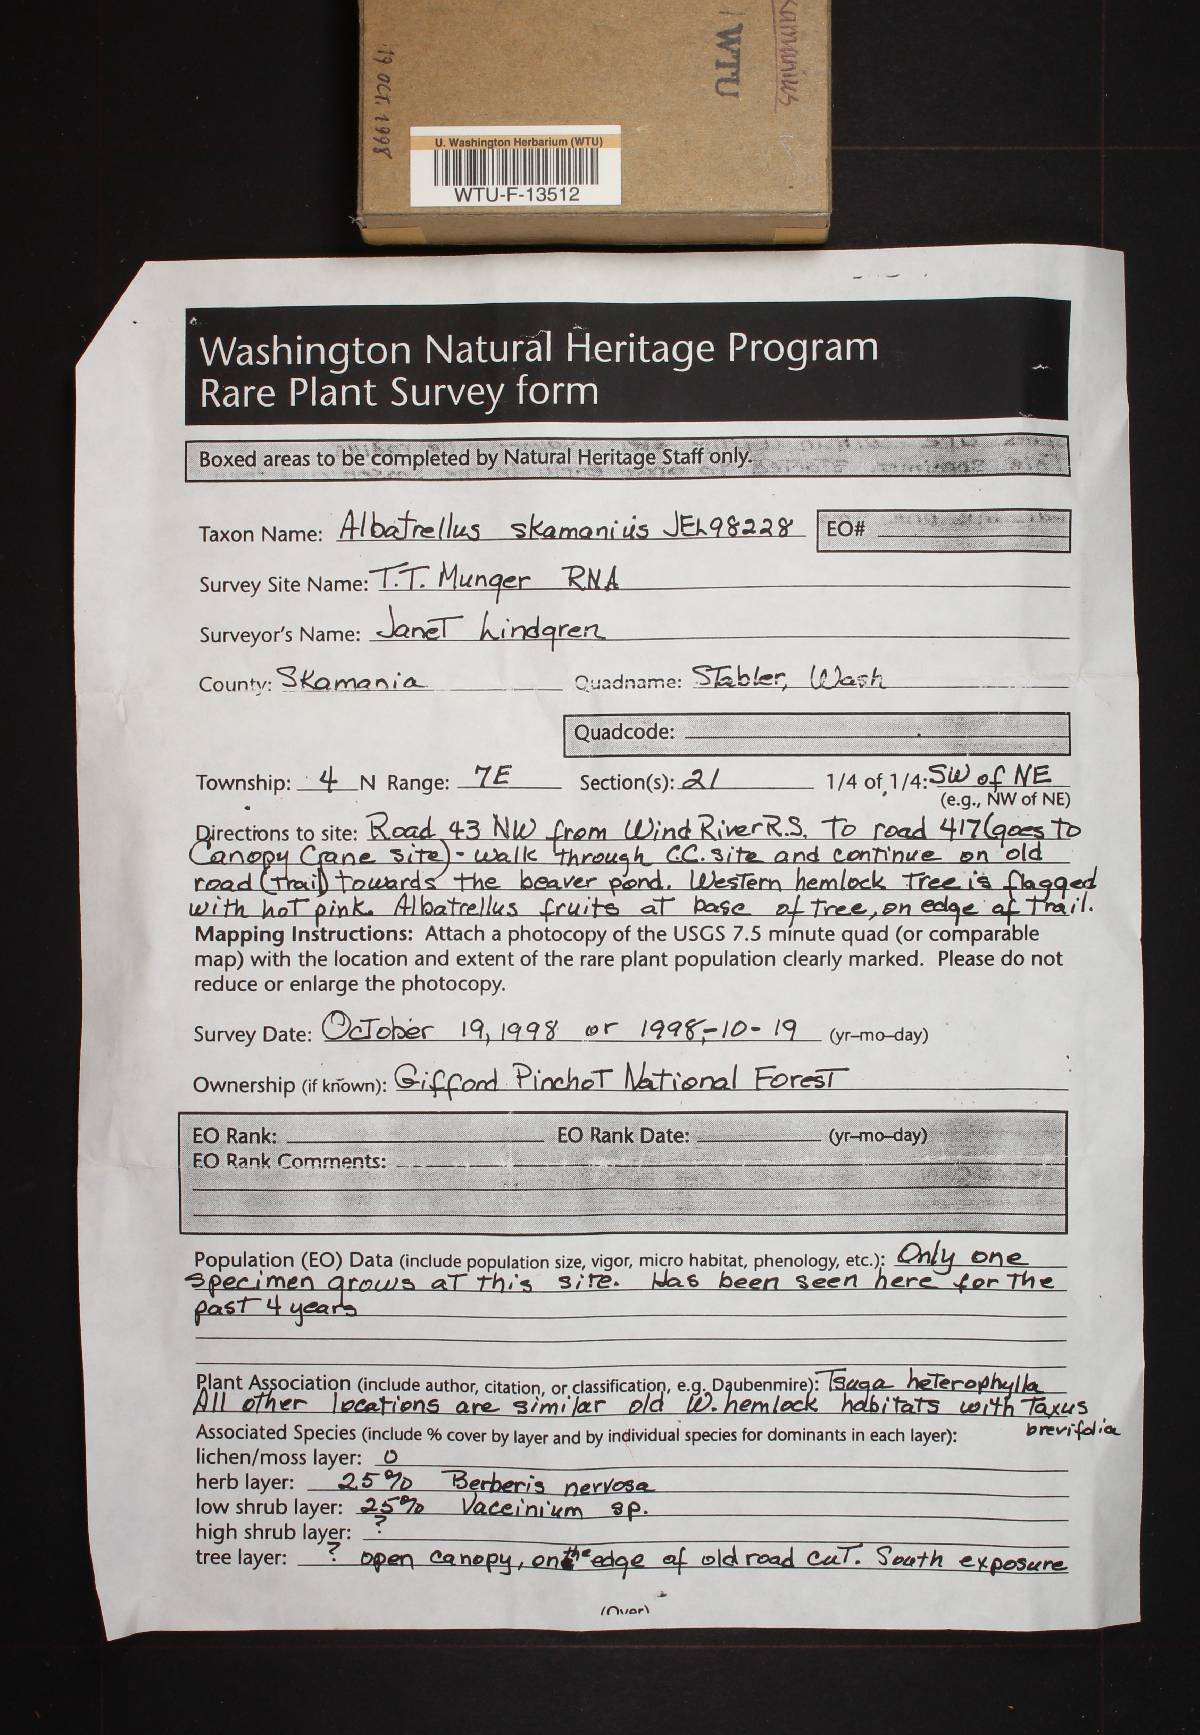 skamanius
WTU
19 OCT. 1998
U. Washington Herbarium (WTU)
WTU-F-13512
Washington Natural Heritage Program
Rare Plant Survey form
Boxed areas to be completed by Natural Heritage Staff only.
Taxon Name: Albatrellus skamanius JEL98228 EO#
Survey Site Name: T.T. Munger RNA
Surveyor's Name: Janet Lindgren
County: Skamania Quadname: Stabler, Wash
Quadcode:
Township: 4 N Range: 7E Section(s): 21 1/4 of 1/4: SW of NE
(e.g., NW of NE)
Directions to site: Road 43 NW from Wind River R.S. to road 417 (goes to
Canopy Crane site) - walk through C.C. site and continue on old
road (trail) towards the beaver pond. Western hemlock tree is flagged
with hot pink. Albatrellus fruits at base of tree, on edge of trail.
Mapping Instructions: Attach a photocopy of the USGS 7.5 minute quad (or comparable
map) with the location and extent of the rare plant population clearly marked. Please do not
reduce or enlarge the photocopy.
Survey Date: October 19, 1998 or 1998-10-19 (yr-mo-day)
Ownership (if known): Gifford Pinchot National Forest
EO Rank: EO Rank Date: (yr-mo-day)
EO Rank Comments:
Population (EO) Data (include population size, vigor, micro habitat, phenology, etc.): Only one
specimen grows at this site. Has been seen here for the
past 4 years
Plant Association (include author, citation, or classification, e.g. Daubenmire): Tsuga heterophylla
All other locations are similar old W. hemlock habitats with Taxus
brevifolia
Associated Species (include % cover by layer and by individual species for dominants in each layer):
lichen/moss layer: 0
herb layer: 25% Berberis nervosa
low shrub layer: 25% Vaccinium sp.
high shrub layer: ?
tree layer: ? open canopy, on the edge of old road cut. South exposure
(Over)